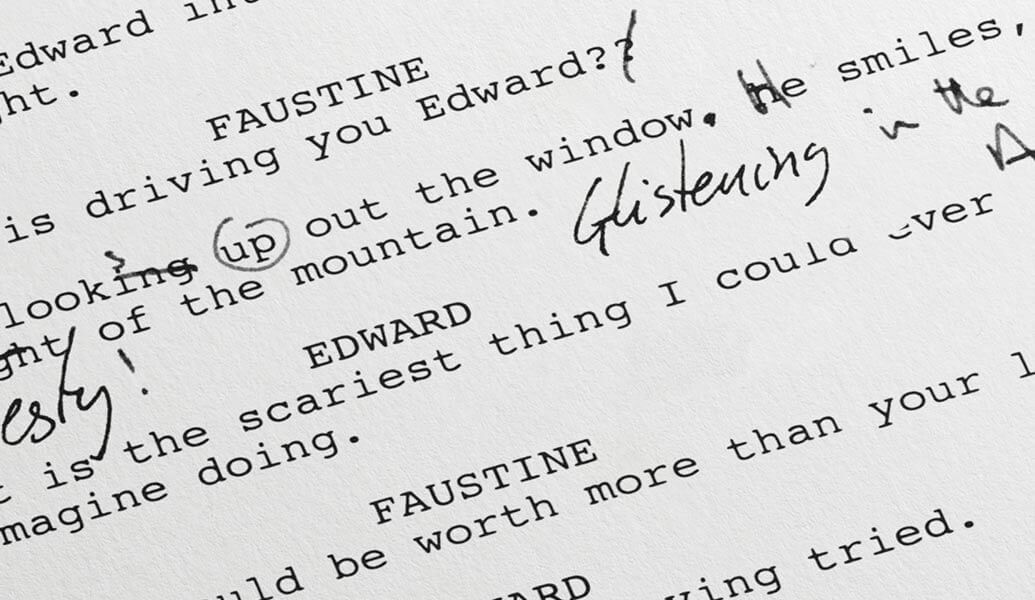 Edward
ht.
FAUSTINE
is driving you Edward??
looking up out the window. He smiles,
ght of the mountain. Glistening in the
esty!
EDWARD
t is the scariest thing I could ever
magine doing.
FAUSTINE
uld be worth more than your l
ARD
ving tried.